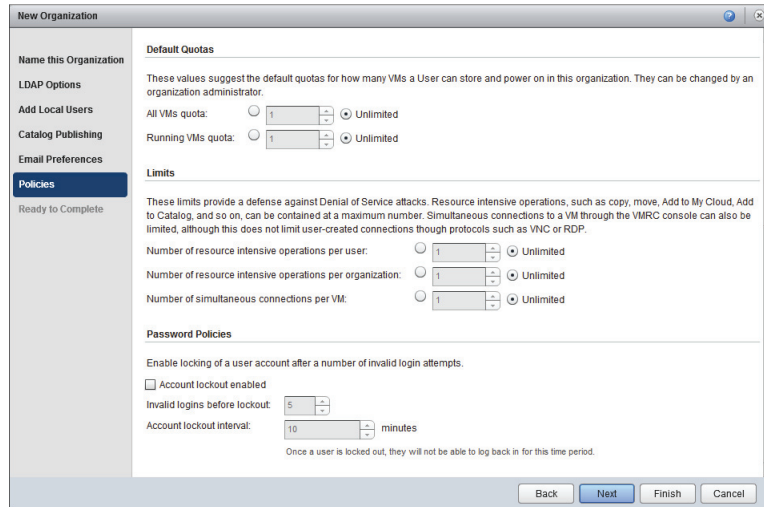 New Organization
Name this Organization
LDAP Options
Add Local Users
Catalog Publishing
Email Preferences
Policies
Ready to Complete
Default Quotas
These values suggest the default quotas for how many VMs a User can store and power on in this organization. They can be changed by an
organization administrator.
All VMs quota: 1 Unlimited
Running VMs quota: 1 Unlimited
Limits
These limits provide a defense against Denial of Service attacks. Resource intensive operations, such as copy, move, Add to My Cloud, Add
to Catalog, and so on, can be contained at a maximum number. Simultaneous connections to a VM through the VMRC console can also be
limited, although this does not limit user-created connections though protocols such as VNC or RDP.
Number of resource intensive operations per user: 1 Unlimited
Number of resource intensive operations per organization: 1 Unlimited
Number of simultaneous connections per VM: 1 Unlimited
Password Policies
Enable locking of a user account after a number of invalid login attempts.
Account lockout enabled
Invalid logins before lockout: 5
Account lockout interval: 10 minutes
Once a user is locked out, they will not be able to log back in for this time period.
Back Next Finish Cancel